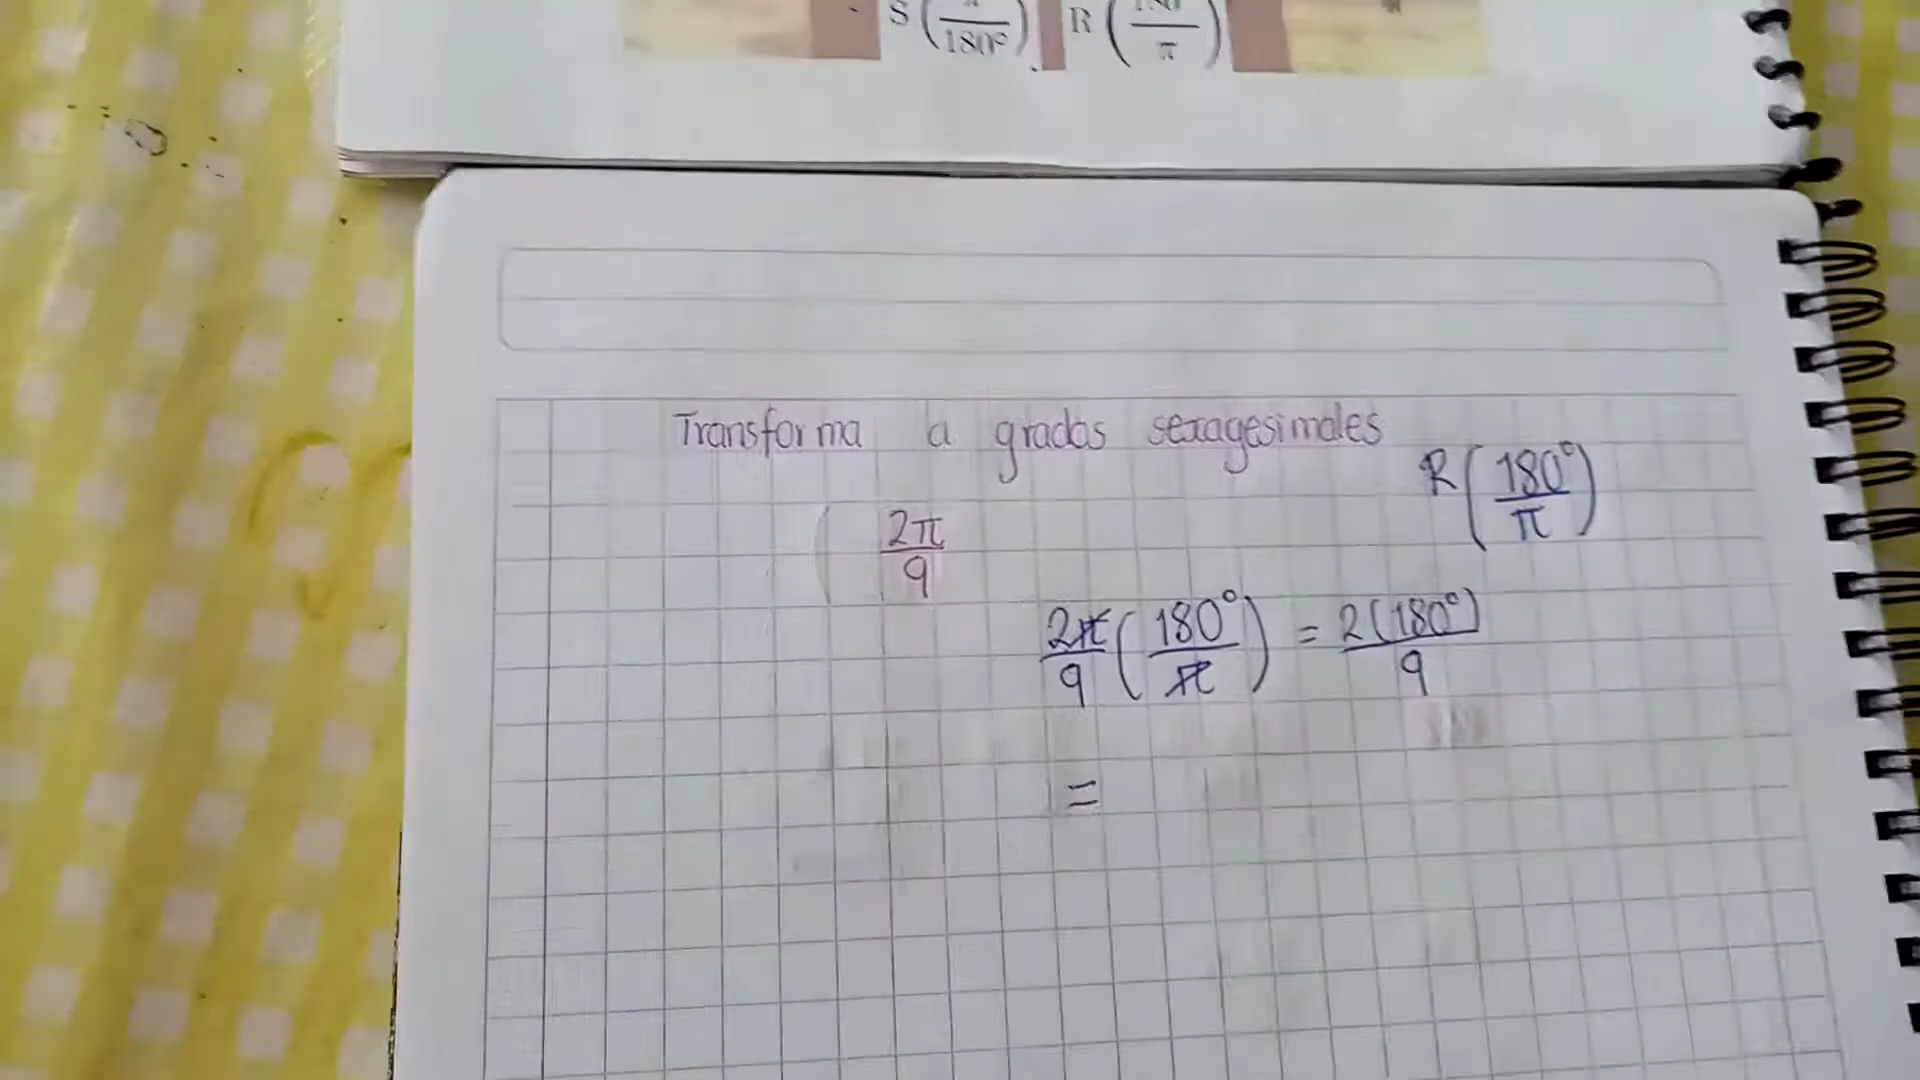 S(π/180°) R(180°/π)
Transforma a grados sexagesimales
R(180°/π)
2π/9
2π/9(180°/π) = 2(180°)/9
=